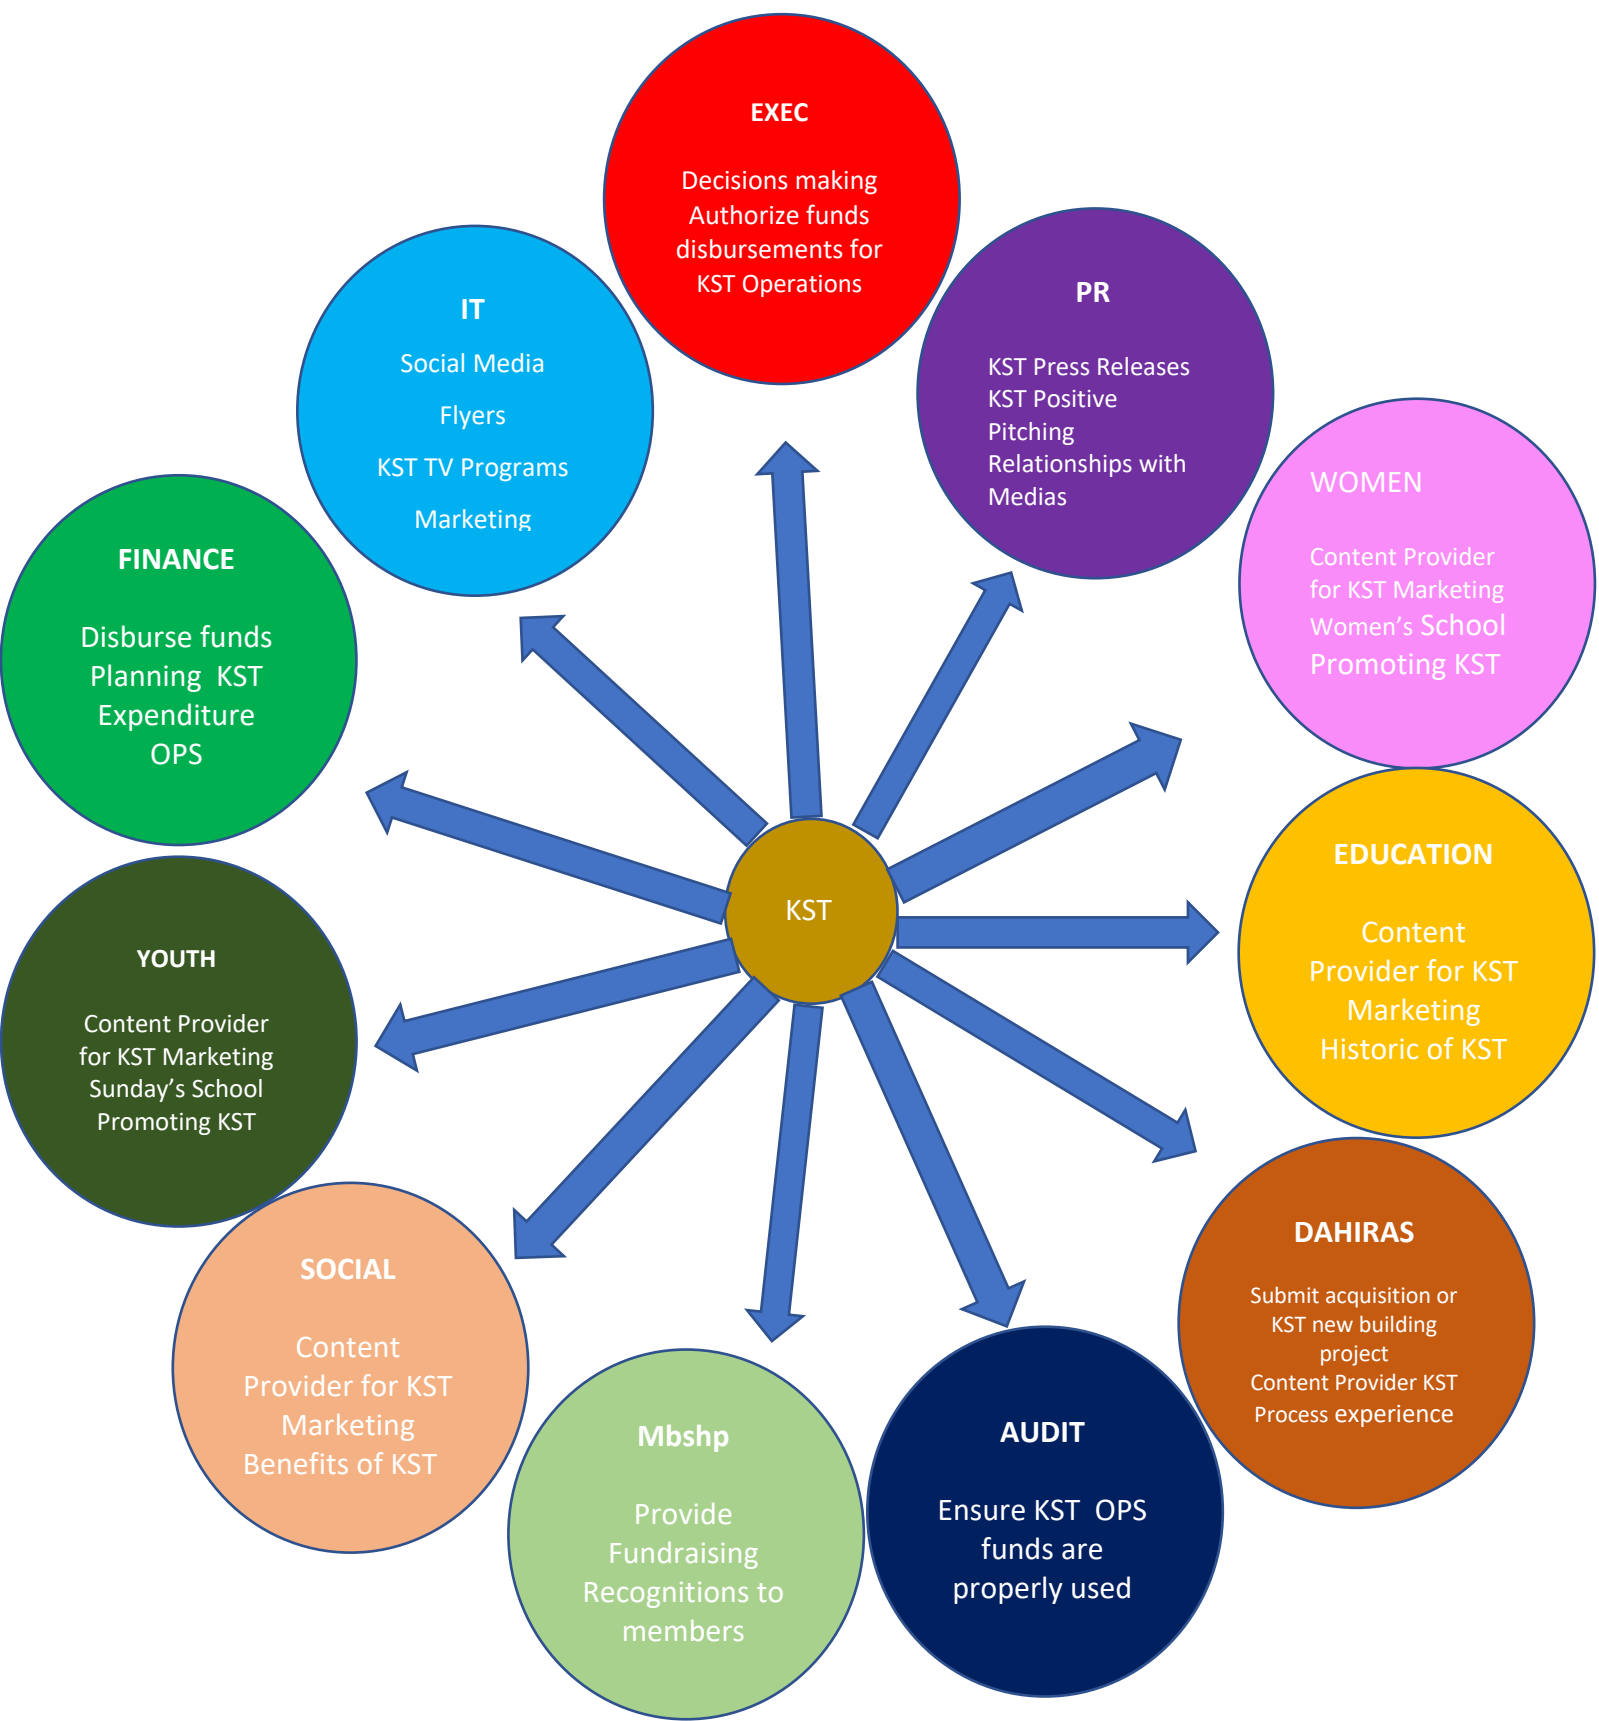 EXEC
Decisions making
Authorize funds
disbursements for
KST Operations
PR
KST Press Releases
KST Positive
Pitching
Relationships with
Medias
WOMEN
Content Provider
for KST Marketing
Women's School
Promoting KST
EDUCATION
Content
Provider for KST
Marketing
Historic of KST
DAHIRAS
Submit acquisition or
KST new building
project
Content Provider KST
Process experience
AUDIT
Ensure KST  OPS
funds are
properly used
Mbshp
Provide
Fundraising
Recognitions to
members
SOCIAL
Content
Provider for KST
Marketing
Benefits of KST
YOUTH
Content Provider
for KST Marketing
Sunday's School
Promoting KST
FINANCE
Disburse funds
Planning  KST
Expenditure
OPS
IT
Social Media
Flyers
KST TV Programs
Marketing
KST